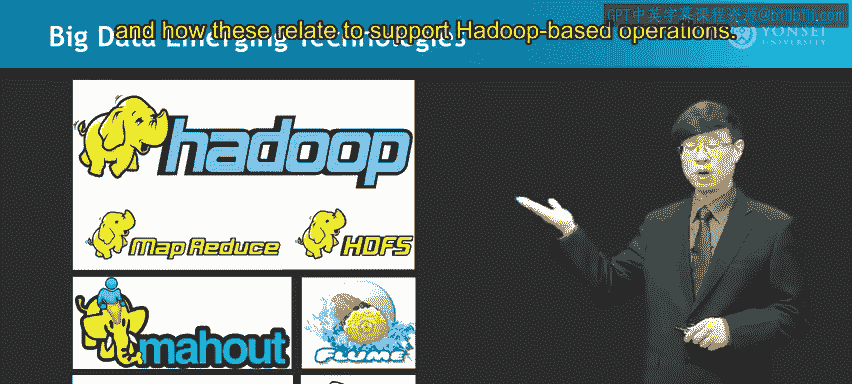 and how these relate to support Hadoop-based operations.
Big Data Emerging Technologies
YONSEI
UNIVERSITY
hadoop
Map Reduce
HDFS
mahout
FLUME